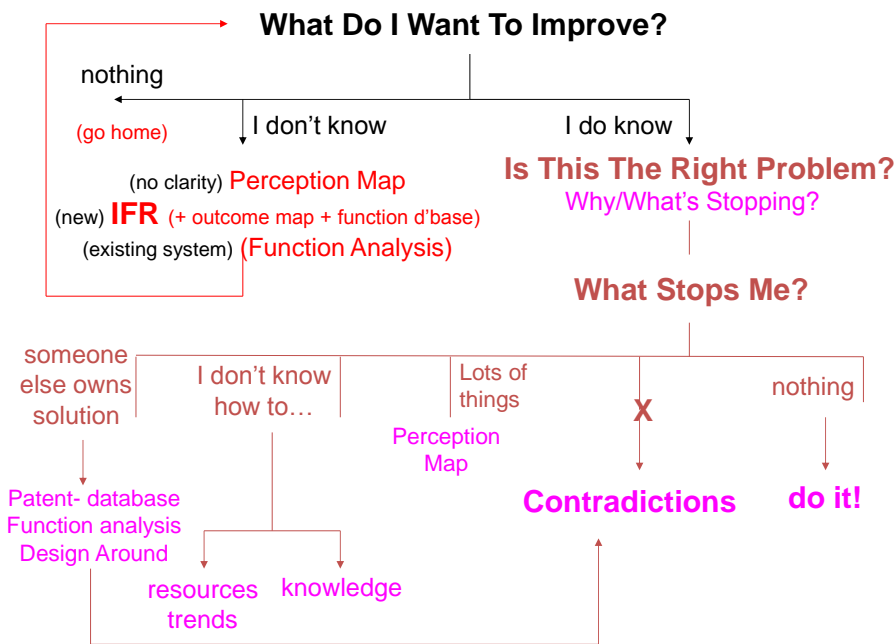 What Do I Want To Improve?
nothing
(go home)
I don't know
I do know
(no clarity) Perception Map
(new) IFR (+ outcome map + function d'base)
(existing system) (Function Analysis)
Is This The Right Problem?
Why/What's Stopping?
What Stops Me?
someone
else owns
solution
I don't know
how to…
Lots of
things
X
nothing
Perception
Map
Patent- database
Function analysis
Design Around
Contradictions
do it!
resources
trends
knowledge